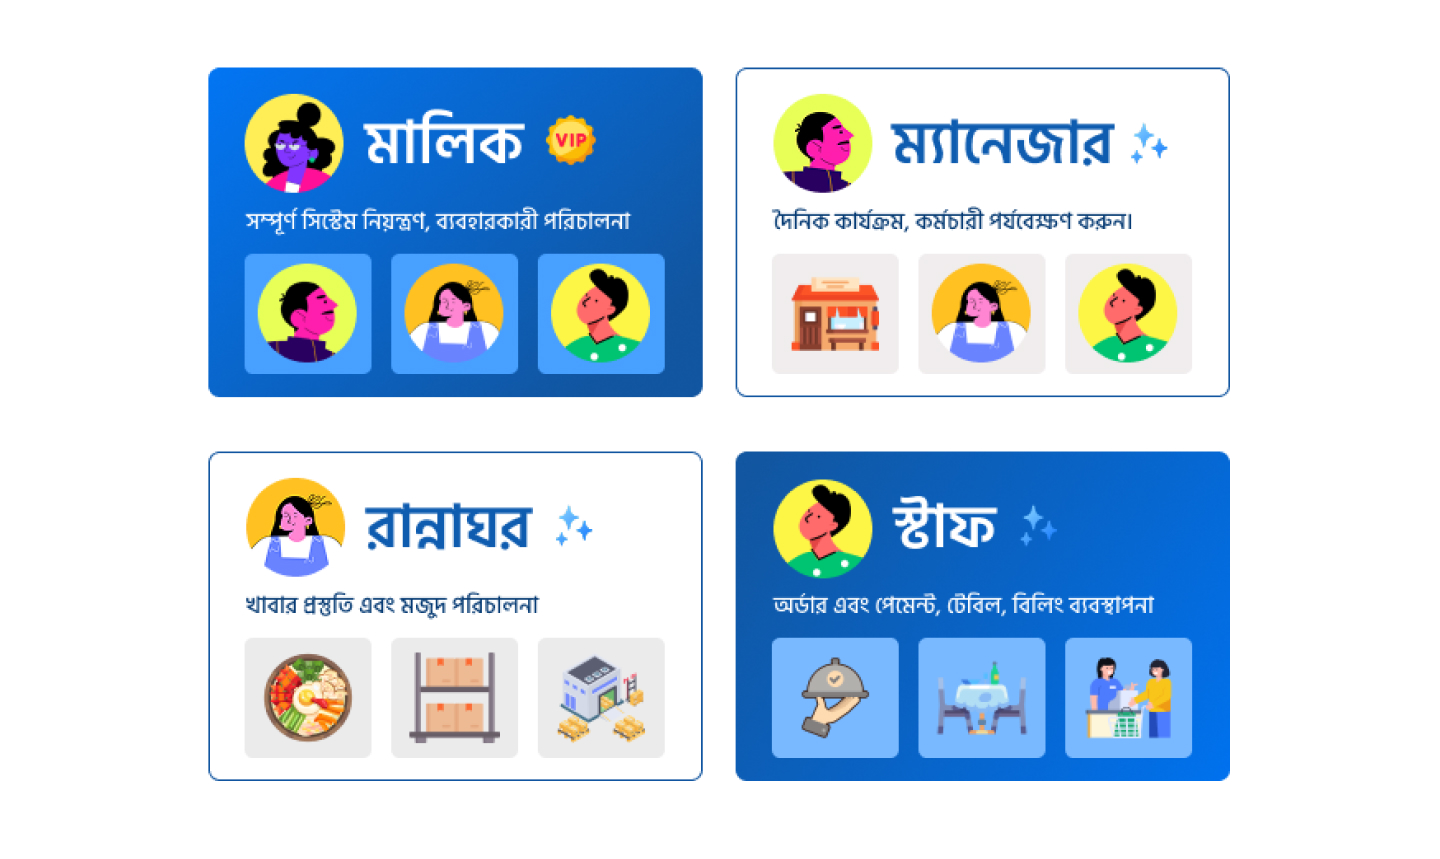 মালিক
VIP
সম্পূর্ণ সিস্টেম নিয়ন্ত্রণ, ব্যবহারকারী পরিচালনা
ম্যানেজার
দৈনিক কার্যক্রম, কর্মচারী পর্যবেক্ষণ করুন।
রান্নাঘর
খাবার প্রস্তুতি এবং মজুদ পরিচালনা
স্টাফ
অর্ডার এবং পেমেন্ট, টেবিল, বিলিং ব্যবস্থাপনা